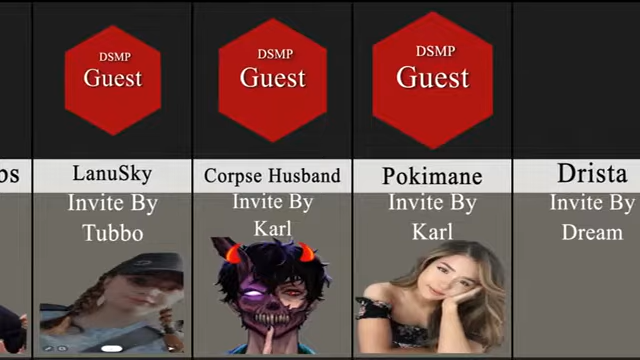 DSMP
Guest
DSMP
Guest
DSMP
Guest
bs
LanuSky
Corpse Husband
Pokimane
Drista
Invite By
Tubbo
Invite By
Karl
Invite By
Karl
Invite By
Dream